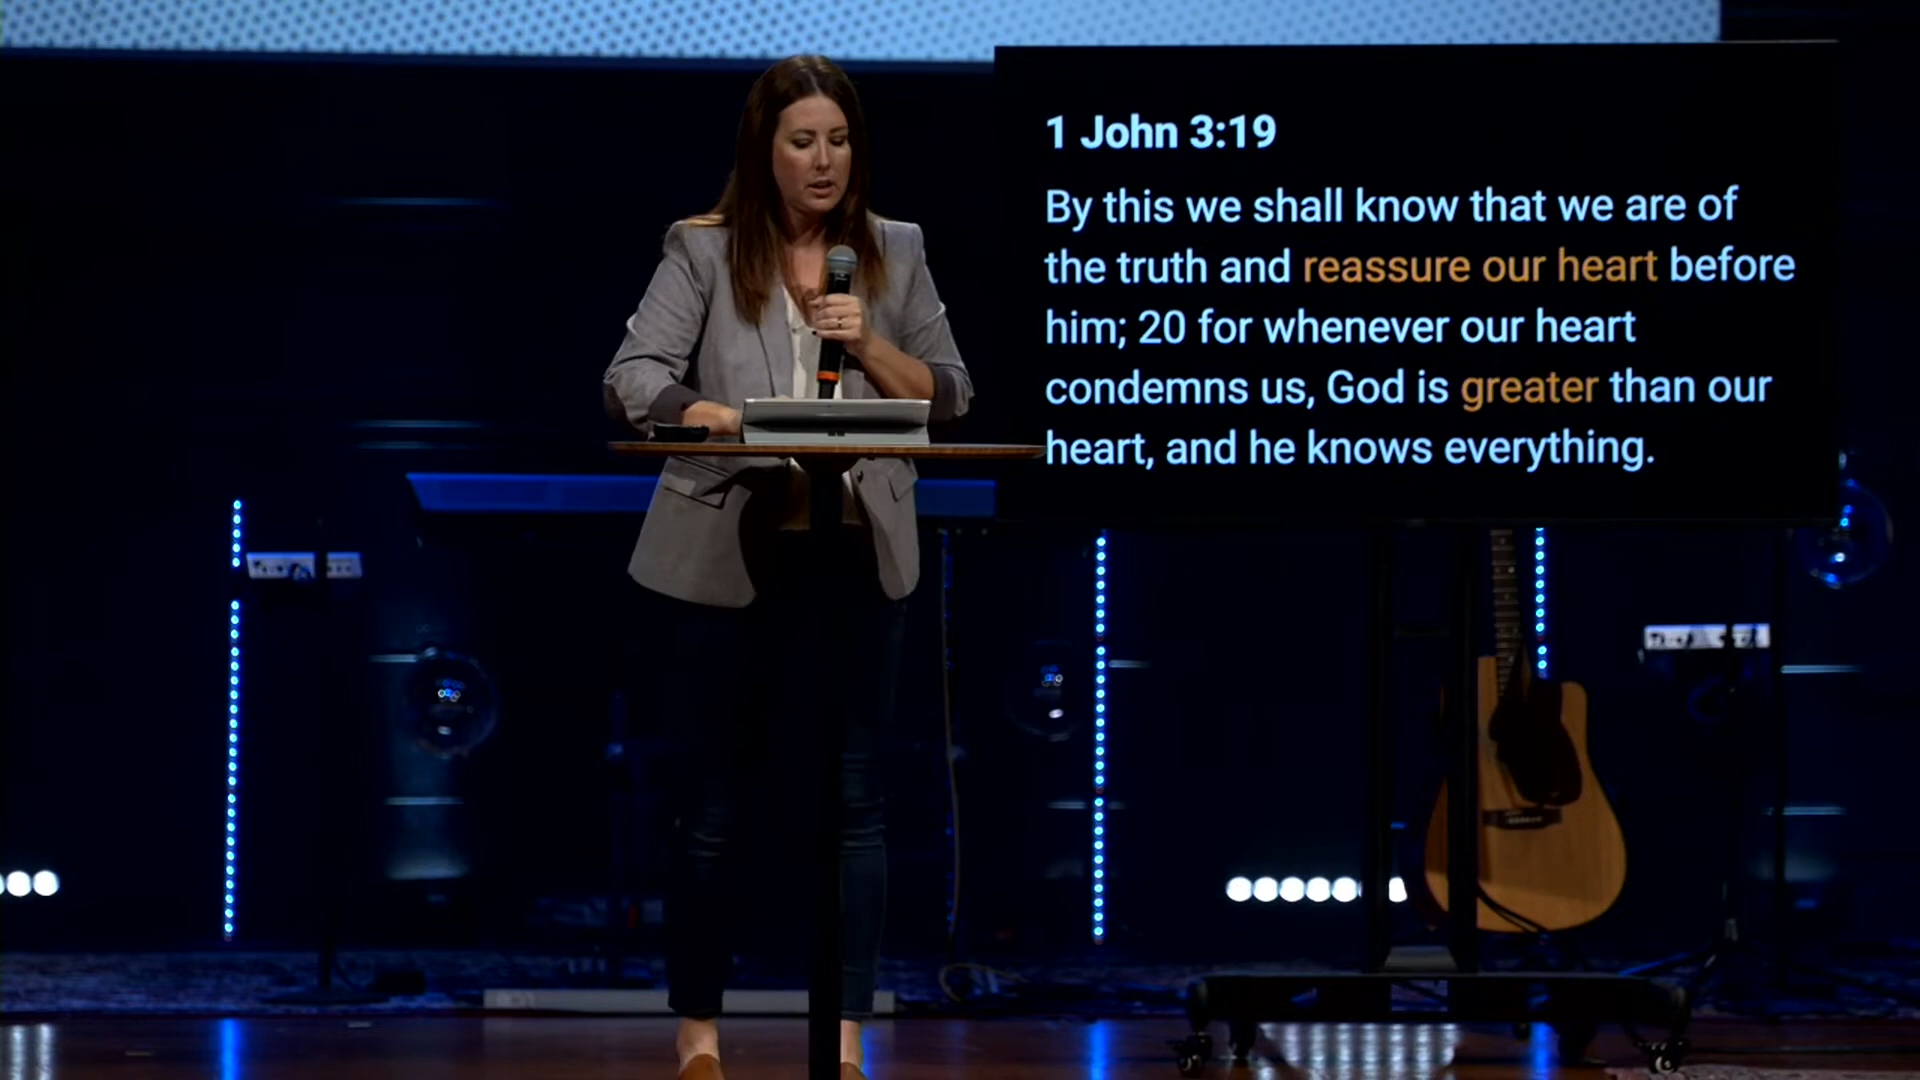 1 John 3:19
By this we shall know that we are of
the truth and reassure our heart before
him; 20 for whenever our heart
condemns us, God is greater than our
heart, and he knows everything.